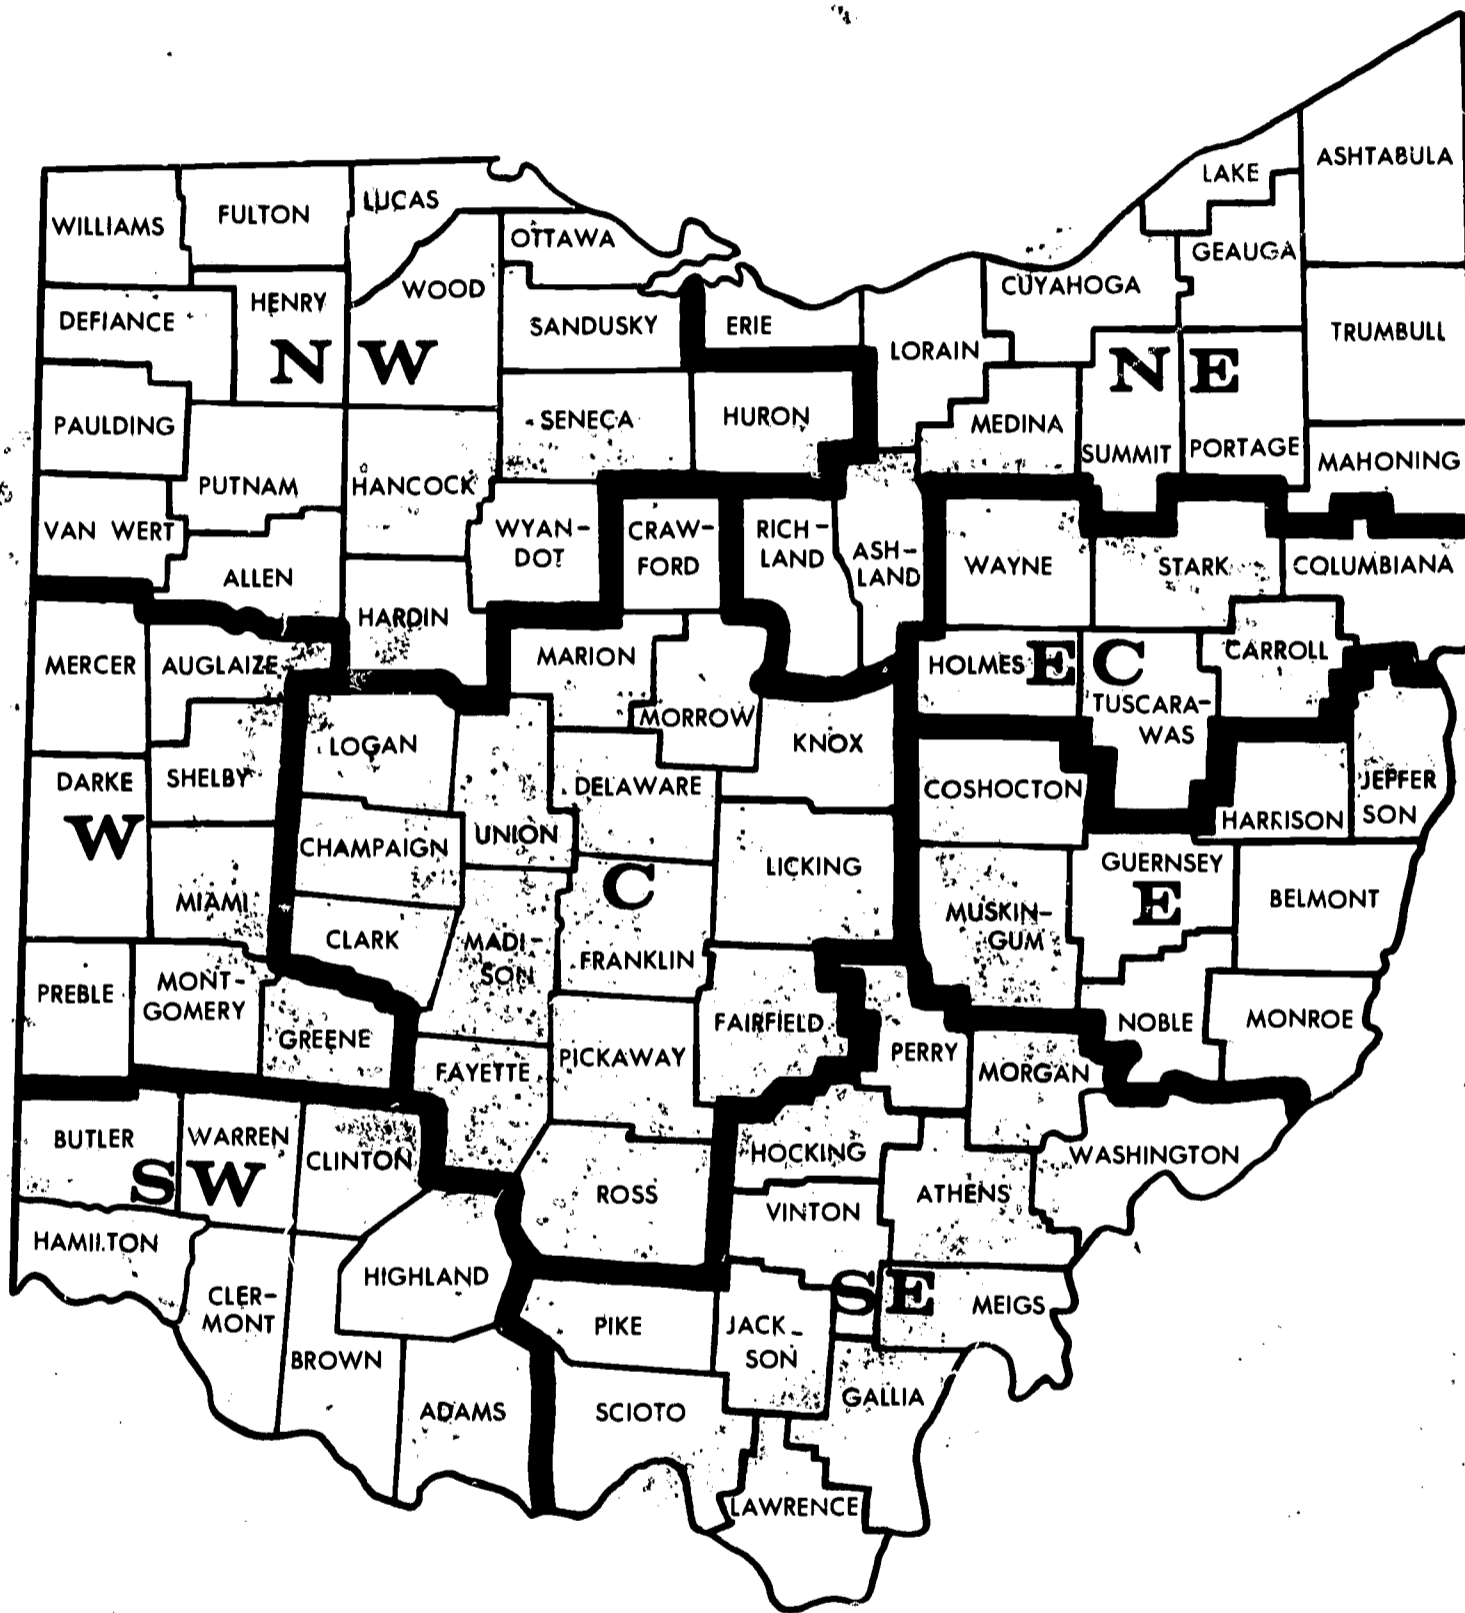 ASHTABULA
LAKE
WILLIAMS
FULTON
LUCAS
OTTAWA
GEAUGA
CUYAHOGA
WOOD
HENRY
DEFIANCE
SANDUSKY
ERIE
TRUMBULL
LORAIN
N W
N E
PAULDING
SENECA
HURON
MEDINA
SUMMIT
PORTAGE
MAHONING
PUTNAM
HANCOCK
VAN WERT
WYAN-
DOT
CRAW-
FORD
RICH-
LAND
ASH-
LAND
WAYNE
STARK
COLUMBIANA
ALLEN
HARDIN
MERCER
AUGLAIZE
MARION
HOLMES
E C
CARROLL
MORROW
TUSCARA-
WAS
LOGAN
KNOX
DARKE
SHELBY
DELAWARE
COSHOCTON
JEFFER
SON
HARRISON
W
UNION
CHAMPAIGN
LICKING
GUERNSEY
E
C
BELMONT
MIAMI
MUSKIN-
GUM
CLARK
MADI-
SON
FRANKLIN
PREBLE
MONT-
GOMERY
FAIRFIELD
NOBLE
MONROE
GREENE
PERRY
PICKAWAY
FAYETTE
MORGAN
BUTLER
WARREN
CLINTON
HOCKING
WASHINGTON
S W
ROSS
ATHENS
VINTON
HAMILTON
HIGHLAND
CLER-
MONT
S E
MEIGS
PIKE
JACK-
SON
BROWN
GALLIA
ADAMS
SCIOTO
LAWRENCE